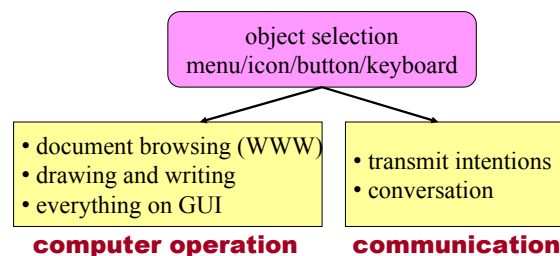 object selection
menu/icon/button/keyboard
• document browsing (WWW)
• drawing and writing
• everything on GUI
• transmit intentions
• conversation
computer operation
communication